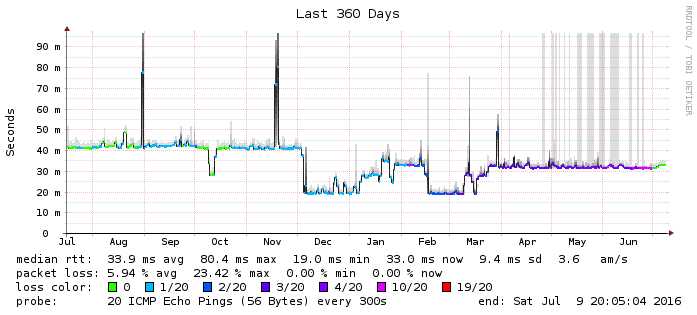 Last 360 Days
RRDTOOL / TOBI OETIKER
Seconds
90 m
80 m
70 m
60 m
50 m
40 m
30 m
20 m
10 m
0
Jul Aug Sep Oct Nov Dec Jan Feb Mar Apr May Jun
median rtt: 33.9 ms avg 80.4 ms max 19.0 ms min 33.0 ms now 9.4 ms sd 3.6 am/s
packet loss: 5.94 % avg 23.42 % max 0.00 % min 0.00 % now
loss color: 0 1/20 2/20 3/20 4/20 10/20 19/20
probe: 20 ICMP Echo Pings (56 Bytes) every 300s end: Sat Jul 9 20:05:04 2016